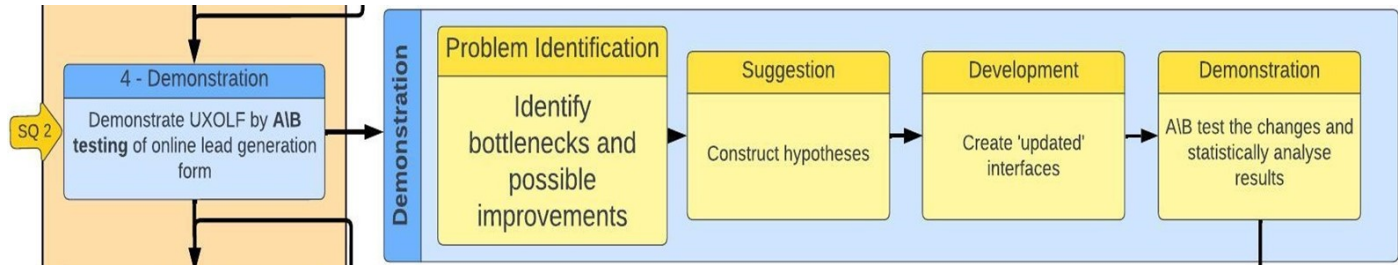 SQ 2
4 - Demonstration
Demonstrate UXOLF by A\B
testing of online lead generation
form
Demonstration
Problem Identification
Identify
bottlenecks and
possible
improvements
Suggestion
Construct hypotheses
Development
Create 'updated'
interfaces
Demonstration
A\B test the changes and
statistically analyse
results